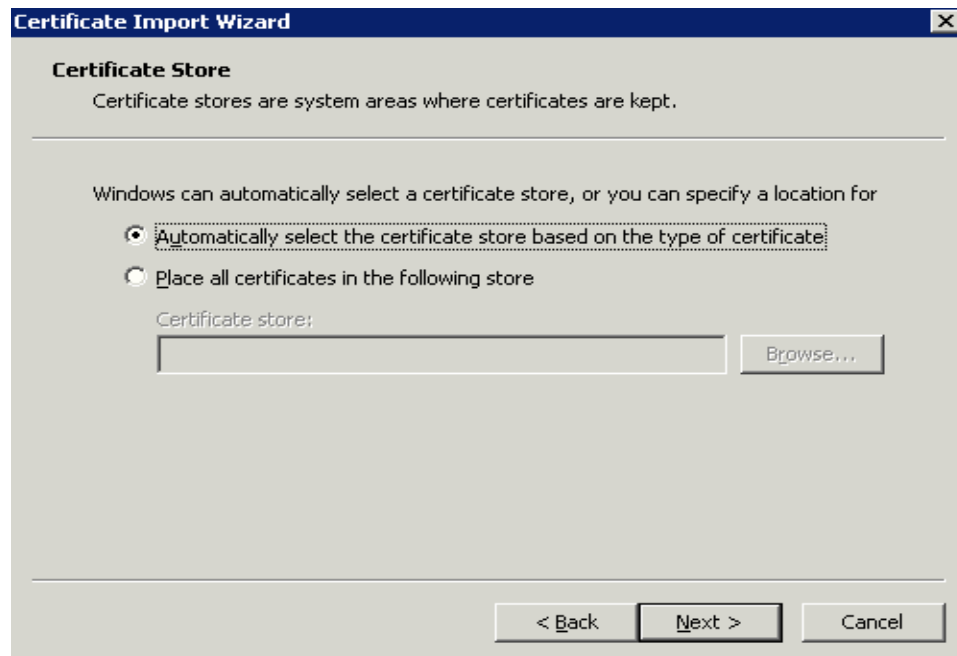 Certificate Import Wizard
Certificate Store
Certificate stores are system areas where certificates are kept.
Windows can automatically select a certificate store, or you can specify a location for
Automatically select the certificate store based on the type of certificate
Place all certificates in the following store
Certificate store:
Browse...
< Back Next > Cancel